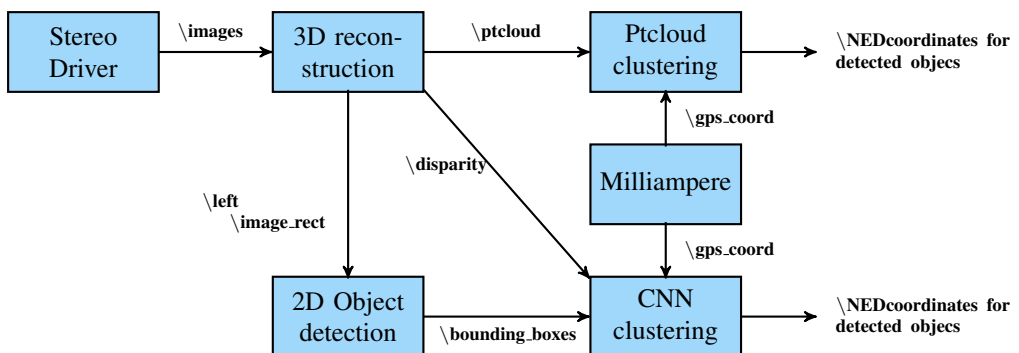 Stereo
Driver
\images
3D recon-
struction
\ptcloud
Ptcloud
clustering
\NEDcoordinates for
detected objecs
\gps_coord
\disparity
Milliampere
\left
\image_rect
\gps_coord
2D Object
detection
\bounding_boxes
CNN
clustering
\NEDcoordinates for
detected objecs